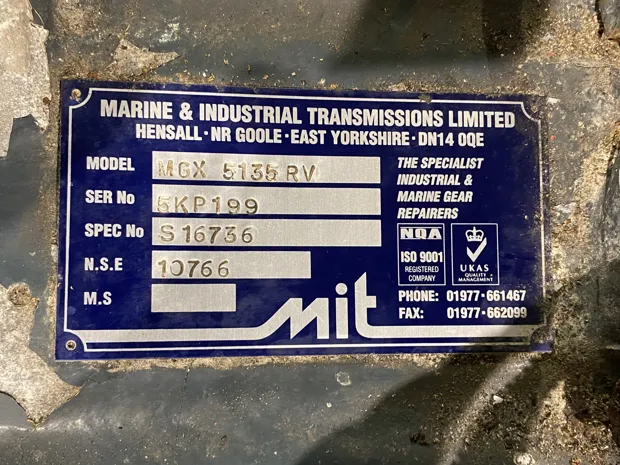 MARINE & INDUSTRIAL TRANSMISSIONS LIMITED
HENSALL · NR GOOLE · EAST YORKSHIRE · DN14 0QE
MODEL MGX 5135 RV
SER No 5KP199
SPEC No S16736
N.S.E 10766
M.S
THE SPECIALIST
INDUSTRIAL &
MARINE GEAR
REPAIRERS
NQA
ISO 9001
REGISTERED
COMPANY
UKAS
QUALITY
MANAGEMENT
PHONE: 01977·661467
FAX: 01977·662099
mit